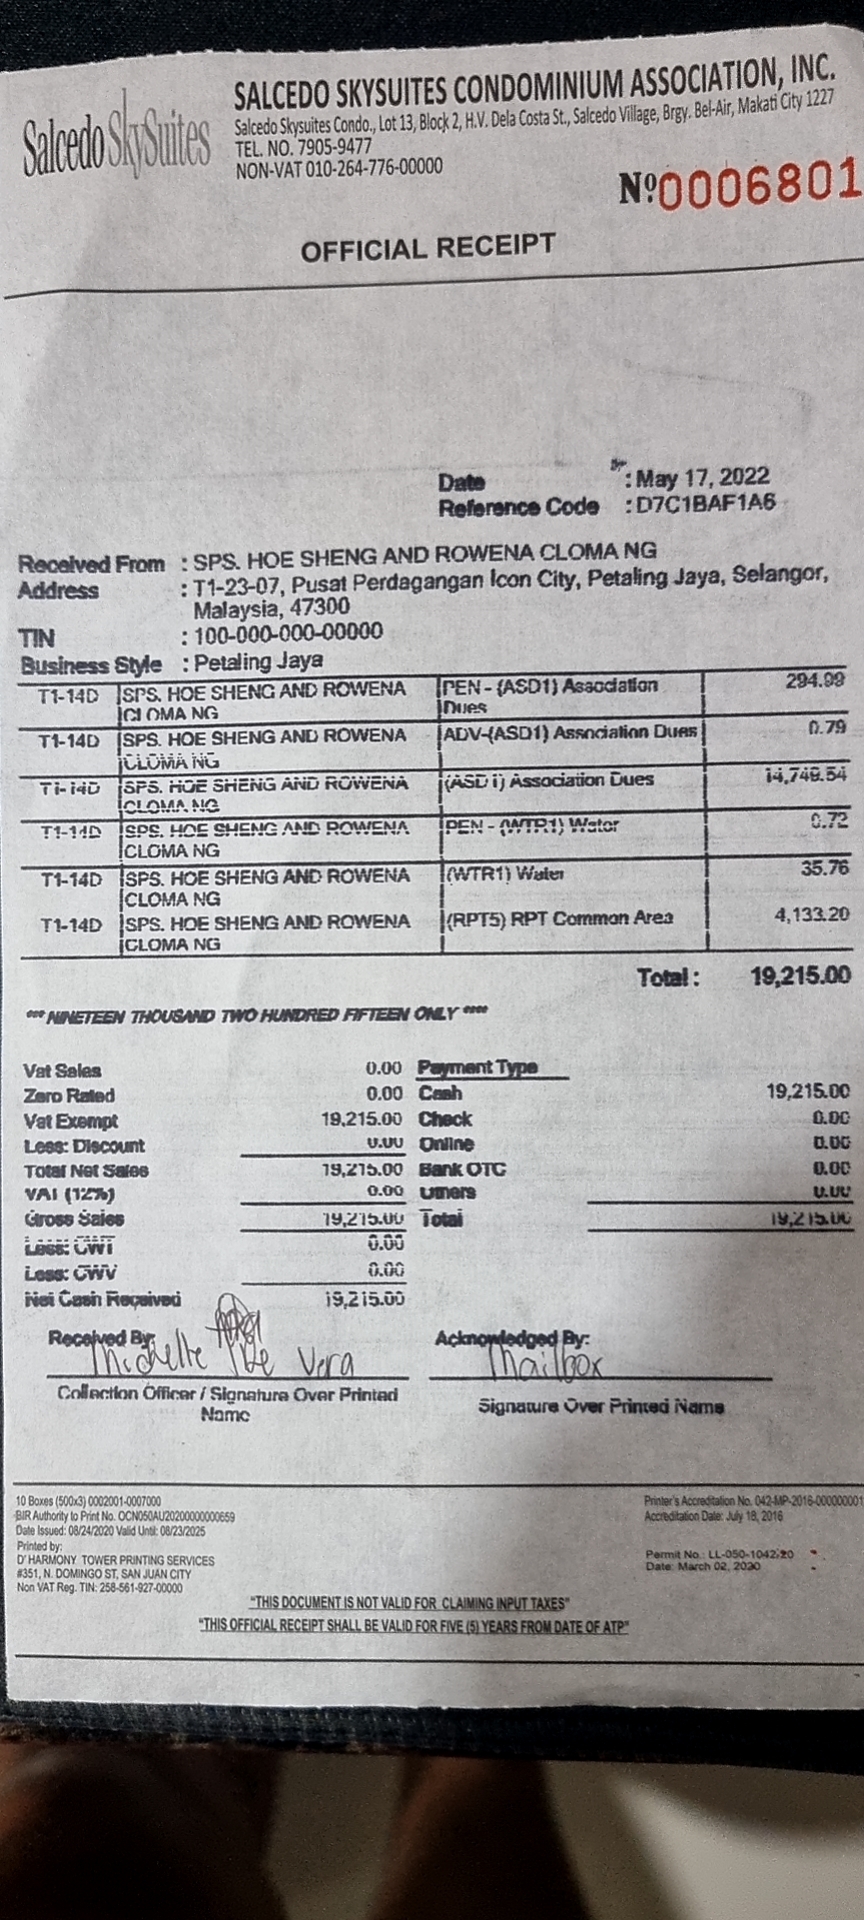 Salcedo SkySuites
SALCEDO SKYSUITES CONDOMINIUM ASSOCIATION, INC.
Salcedo Skysuites Condo., Lot 13, Block 2, H.V. Dela Costa St., Salcedo Village, Brgy. Bel-Air, Makati City 1227
TEL. NO. 7905-9477
NON-VAT 010-264-776-00000
Nº0006801
OFFICIAL RECEIPT
Date : May 17, 2022
Reference Code : D7C1BAF1A6
Received From : SPS. HOE SHENG AND ROWENA CLOMA NG
Address : T1-23-07, Pusat Perdagangan Icon City, Petaling Jaya, Selangor,
Malaysia, 47300
TIN : 100-000-000-00000
Business Style : Petaling Jaya
T1-14D SPS. HOE SHENG AND ROWENA PEN - (ASD1) Association 294.99
CLOMA NG Dues
T1-14D SPS. HOE SHENG AND ROWENA ADV-(ASD1) Association Dues 0.79
CLOMA NG
T1-14D SPS. HOE SHENG AND ROWENA (ASD1) Association Dues 14,749.54
CLOMA NG
T1-14D SPS. HOE SHENG AND ROWENA PEN - (WTR1) Water 0.72
CLOMA NG
T1-14D SPS. HOE SHENG AND ROWENA (WTR1) Water 35.76
CLOMA NG
T1-14D SPS. HOE SHENG AND ROWENA (RPT5) RPT Common Area 4,133.20
CLOMA NG
Total : 19,215.00
*** NINETEEN THOUSAND TWO HUNDRED FIFTEEN ONLY ****
Vat Sales 0.00 Payment Type
Zero Rated 0.00 Cash 19,215.00
Vat Exempt 19,215.00 Check 0.00
Less: Discount 0.00 Online 0.00
Total Net Sales 19,215.00 Bank OTC 0.00
VAT (12%) 0.00 Others 0.00
Gross Sales 19,215.00 Total 19,215.00
Less: CWT 0.00
Less: CWV 0.00
Net Cash Received 19,215.00
Received By: Acknowledged By:
Michelle De Vera Mailbox
Collection Officer / Signature Over Printed Signature Over Printed Name
Name
10 Boxes (500x3) 0002001-0007000 Printer's Accreditation No. 042-MP-2016-000000001
BIR Authority to Print No. OCN050AU20200000000659 Accreditation Date: July 18, 2016
Date Issued: 08/24/2020 Valid Until: 08/23/2025
Printed by: Permit No.: LL-050-1042-20
D' HARMONY TOWER PRINTING SERVICES Date: March 02, 2020
#351, N. DOMINGO ST, SAN JUAN CITY
Non VAT Reg. TIN: 258-561-927-00000
"THIS DOCUMENT IS NOT VALID FOR CLAIMING INPUT TAXES"
"THIS OFFICIAL RECEIPT SHALL BE VALID FOR FIVE (5) YEARS FROM DATE OF ATP"